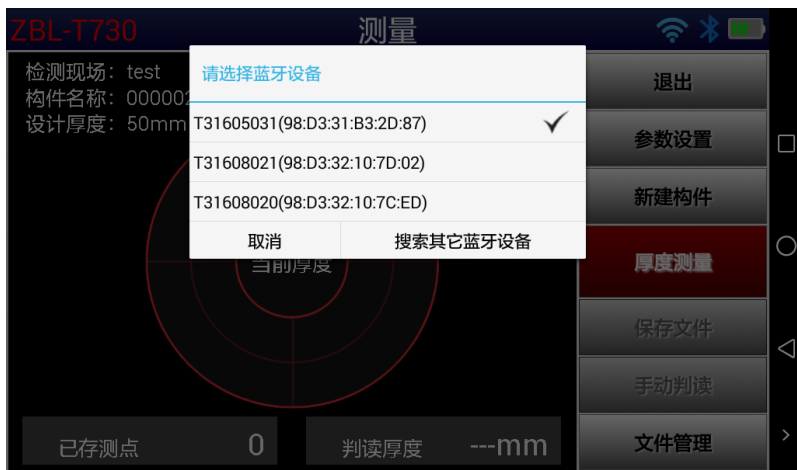 ZBL-T730
测量
检测现场：test
构件名称：000002
设计厚度：50mm
请选择蓝牙设备
T31605031(98:D3:31:B3:2D:87)
T31608021(98:D3:32:10:7D:02)
T31608020(98:D3:32:10:7C:ED)
取消
搜索其它蓝牙设备
当前厚度
已存测点 0
判读厚度 ---mm
退出
参数设置
新建构件
厚度测量
保存文件
手动判读
文件管理